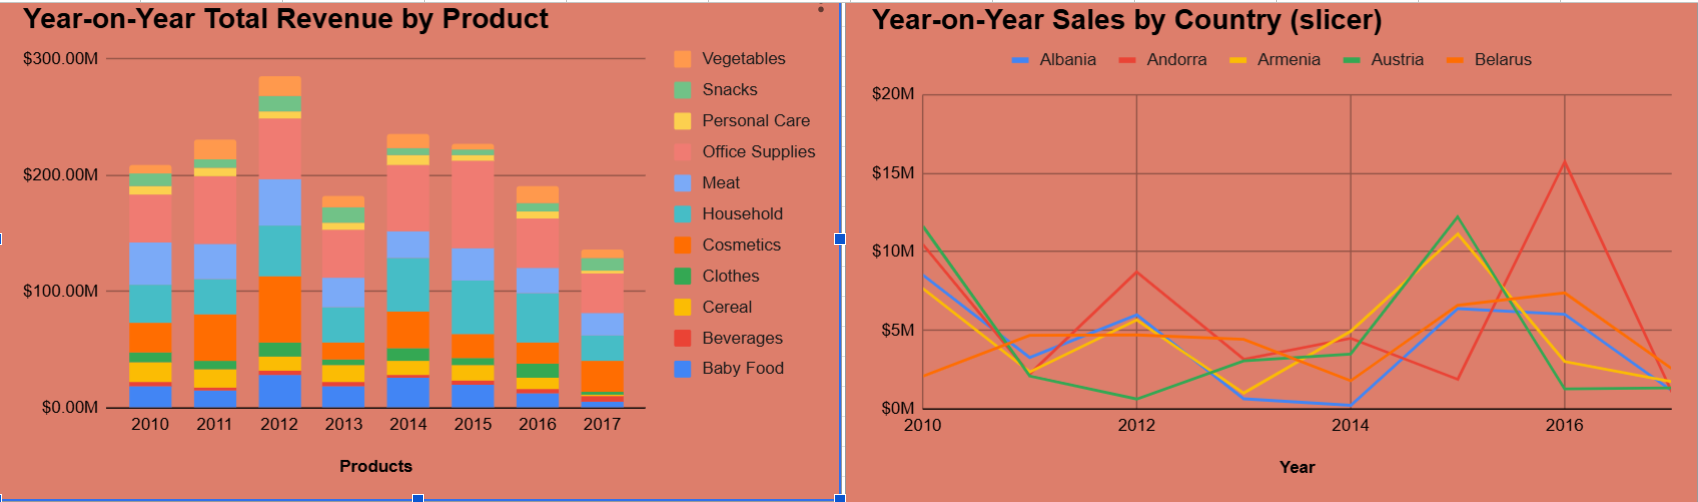 Year-on-Year Total Revenue by Product
$300.00M
$200.00M
$100.00M
$0.00M
2010 2011 2012 2013 2014 2015 2016 2017
Products
Vegetables
Snacks
Personal Care
Office Supplies
Meat
Household
Cosmetics
Clothes
Cereal
Beverages
Baby Food
Year-on-Year Sales by Country (slicer)
Albania Andorra Armenia Austria Belarus
$20M
$15M
$10M
$5M
$0M
2010 2012 2014 2016
Year